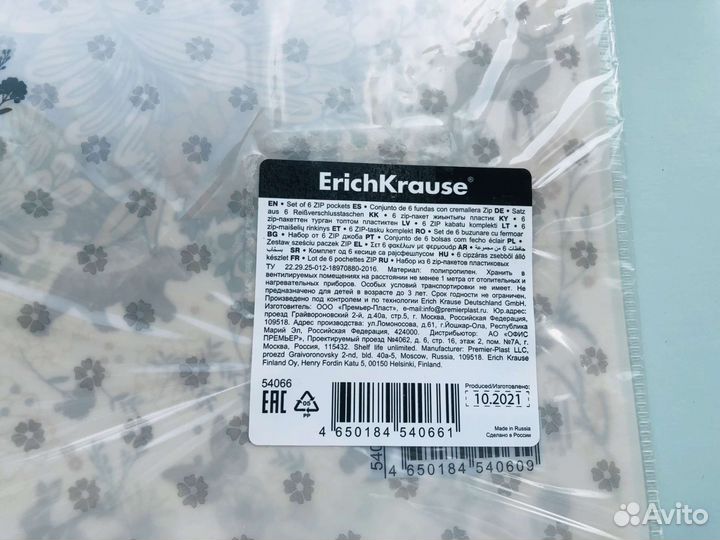 ErichKrause®
EN • Set of 6 ZIP pockets ES • Conjunto de 6 fundas con cremallera Zip DE • Satz
aus 6 Reißverschlusstaschen KK • 6 zip-пакет жиынтығы пластик KY • 6
zip-пакеттен турган топтом пластиктен LV • 6 ZIP kabatu komplekti LT • 6
zip-maišelių rinkinys ET • 6 ZIP-tasku komplekt RO • Set de 6 buzunare cu fermoar
BG • Набор от 6 ZIP джоба PT • Conjunto de 6 bolsas com fecho éclair PL •
Zestaw sześciu paczek ZIP EL • Σετ 6 φακέλων με φερμουάρ AR • حافظات 6 من مجموعة
بسحاب SR • Комплет од 6 кесице са рајсфершлусом HU • 6 cipzáras zsebből álló
készlet FR • Lot de 6 pochettes ZIP RU • Набор из 6 zip-пакетов пластиковых
ТУ 22.29.25-012-18970880-2016. Материал: полипропилен. Хранить в
вентилируемых помещениях на расстоянии не менее 1 метра от отопительных и
нагревательных приборов. Особых условий транспортировки не имеет. Не
предназначено для детей в возрасте до 3 лет. Срок годности не ограничен.
Произведено под контролем и по технологии Erich Krause Deutschland GmbH.
Изготовитель: ООО «Премьер-Пласт», e-mail:info@premierplast.ru. Юр.адрес:
проезд Грайвороновский 2-й, д.40а, стр.5, г. Москва, Российская Федерация,
109518. Адрес производства: ул.Ломоносова, д.61, г.Йошкар-Ола, Республика
Марий Эл, Российская Федерация, 424000. Дистрибьютор: АО «ОФИС
ПРЕМЬЕР», Проектируемый проезд №4062, д. 6, стр. 16, этаж 2, пом. №7А, г.
Москва, Россия, 115432. Shelf life unlimited. Manufacturer: Premier-Plast LLC,
proezd Graivoronovsky 2-nd, bld. 40a-5, Moscow, Russia, 109518. Erich Krause
Finland Oy, Henry Fordin Katu 5, 00150 Helsinki, Finland.
54066
EAC
05
PP
4 650184 540661
Produced/Изготовлено:
10.2021
Made in Russia
Сделано в России
540
4 650184 540609
Avito